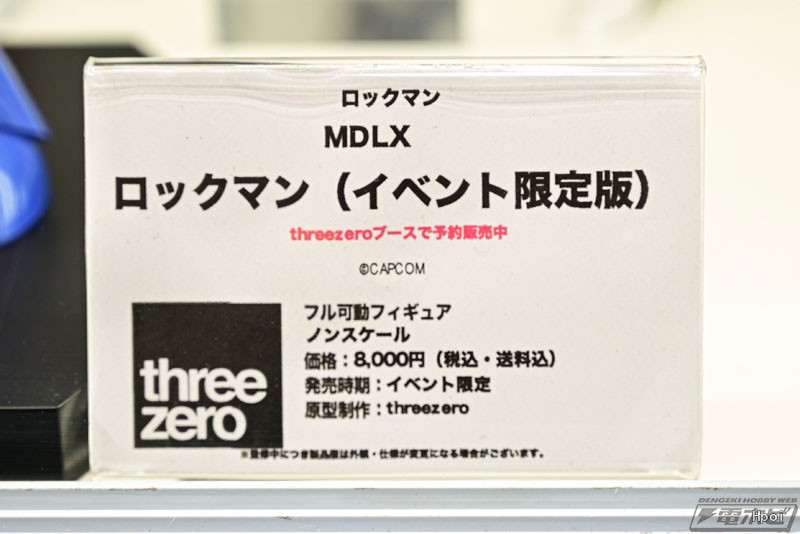 ロックマン
MDLX
ロックマン（イベント限定版）
threezeroブースで予約販売中
©CAPCOM
フル可動フィギュア
ノンスケール
価格：8,000円（税込・送料込）
発売時期：イベント限定
原型制作：threezero
three
zero
※監修中につき製品版は外観・仕様が変更になる場合がございます。
DENGEKI HOBBY WEB
電ホビ